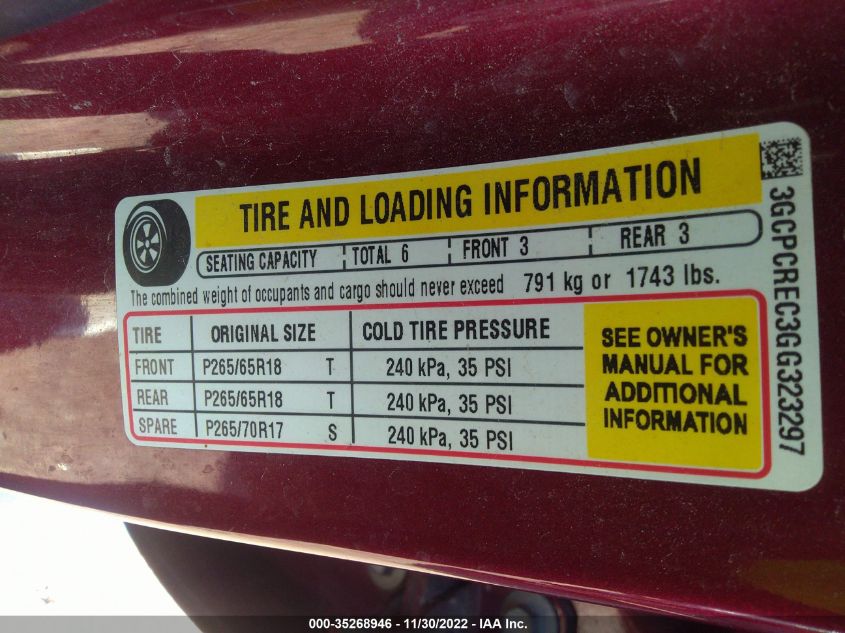 TIRE AND LOADING INFORMATION
SEATING CAPACITY TOTAL 6 FRONT 3 REAR 3
The combined weight of occupants and cargo should never exceed 791 kg or 1743 lbs.
TIRE ORIGINAL SIZE COLD TIRE PRESSURE
FRONT P265/65R18 T 240 kPa, 35 PSI
REAR P265/65R18 T 240 kPa, 35 PSI
SPARE P265/70R17 S 240 kPa, 35 PSI
SEE OWNER'S
MANUAL FOR
ADDITIONAL
INFORMATION
3GCPCREC3GG323297
000-35268946 - 11/30/2022 - IAA Inc.